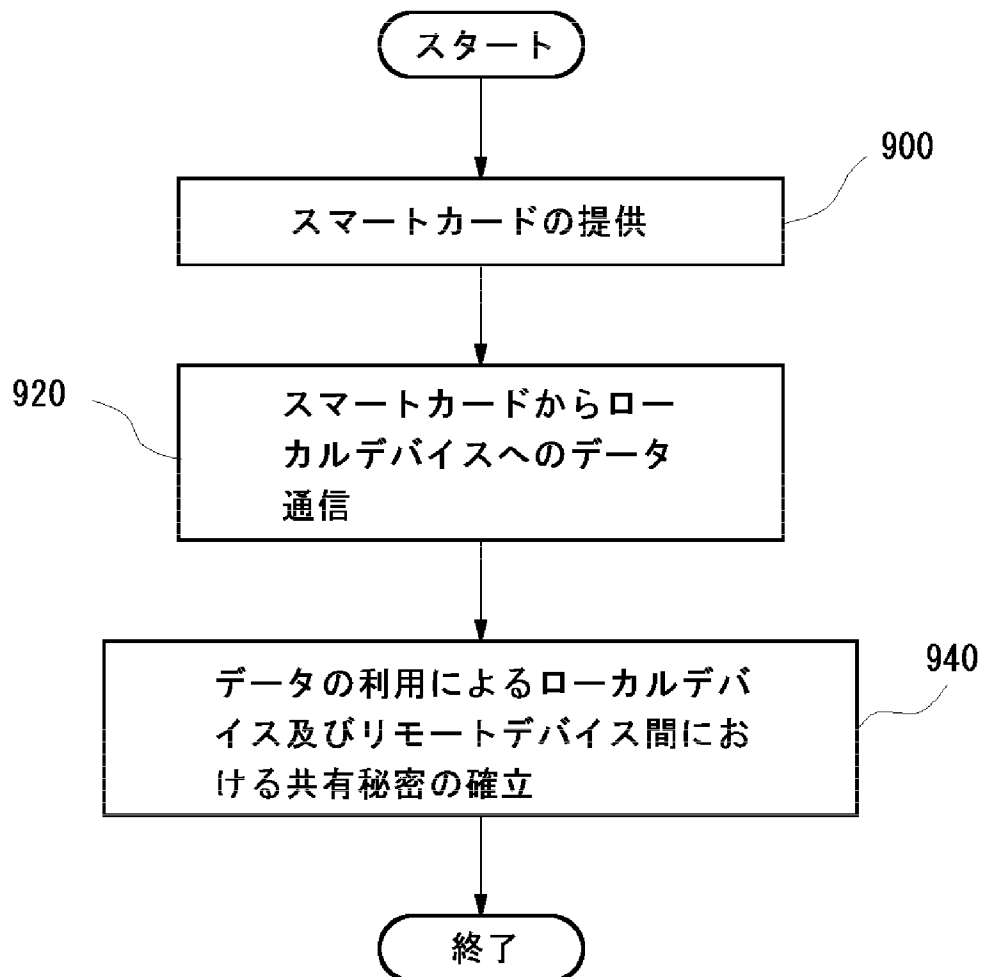 スタート
900
スマートカードの提供
920
スマートカードからロー
カルデバイスへのデータ
通信
940
データの利用によるローカルデバ
イス及びリモートデバイス間にお
ける共有秘密の確立
終了